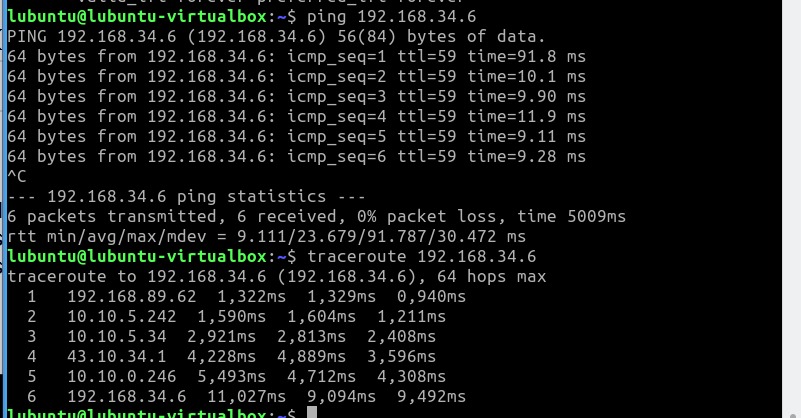 lubuntu@lubuntu-virtualbox:~$ ping 192.168.34.6
PING 192.168.34.6 (192.168.34.6) 56(84) bytes of data.
64 bytes from 192.168.34.6: icmp_seq=1 ttl=59 time=91.8 ms
64 bytes from 192.168.34.6: icmp_seq=2 ttl=59 time=10.1 ms
64 bytes from 192.168.34.6: icmp_seq=3 ttl=59 time=9.90 ms
64 bytes from 192.168.34.6: icmp_seq=4 ttl=59 time=11.9 ms
64 bytes from 192.168.34.6: icmp_seq=5 ttl=59 time=9.11 ms
64 bytes from 192.168.34.6: icmp_seq=6 ttl=59 time=9.28 ms
^C
--- 192.168.34.6 ping statistics ---
6 packets transmitted, 6 received, 0% packet loss, time 5009ms
rtt min/avg/max/mdev = 9.111/23.679/91.787/30.472 ms
lubuntu@lubuntu-virtualbox:~$ traceroute 192.168.34.6
traceroute to 192.168.34.6 (192.168.34.6), 64 hops max
1 192.168.89.62 1,322ms 1,329ms 0,940ms
2 10.10.5.242 1,590ms 1,604ms 1,211ms
3 10.10.5.34 2,921ms 2,813ms 2,408ms
4 43.10.34.1 4,228ms 4,889ms 3,596ms
5 10.10.0.246 5,493ms 4,712ms 4,308ms
6 192.168.34.6 11,027ms 9,094ms 9,492ms
lubuntu@lubuntu-virtualbox:~$